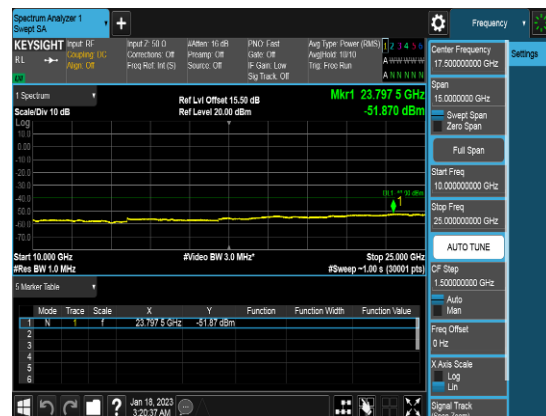 Spectrum Analyzer 1
Swept SA
+
Frequency
KEYSIGHT
RL
Input: RF
Coupling: DC
Align: Off
Input Z: 50 Ω
Corrections: Off
Freq Ref: Int (S)
#Atten: 16 dB
Preamp: Off
Source: Off
PNO: Fast
Gate: Off
IF Gain: Low
Sig Track: Off
Avg Type: Power (RMS)
Avg|Hold: 10/10
Trig: Free Run
1 2 3 4 5 6
A W W W W W
A N N N N N
Center Frequency
17.500000000 GHz
Settings
Span
15.0000000 GHz
Swept Span
Zero Span
Full Span
Start Freq
10.000000000 GHz
Stop Freq
25.000000000 GHz
AUTO TUNE
CF Step
1.500000000 GHz
Auto
Man
Freq Offset
0 Hz
X Axis Scale
Log
Lin
Signal Track
1 Spectrum
Scale/Div 10 dB
Ref Lvl Offset 15.50 dB
Ref Level 20.00 dBm
Mkr1 23.797 5 GHz
-51.870 dBm
Log
10.0
0.00
-10.0
-20.0
-30.0
-40.0
-50.0
-60.0
-70.0
1
Start 10.000 GHz
#Res BW 1.0 MHz
#Video BW 3.0 MHz*
Stop 25.000 GHz
#Sweep ~1.00 s (30001 pts)
5 Marker Table
Mode Trace Scale X Y Function Function Width Function Value
1 N 1 f 23.797 5 GHz -51.87 dBm
2
3
4
5
6
?
Jan 18, 2023
3:20:37 AM